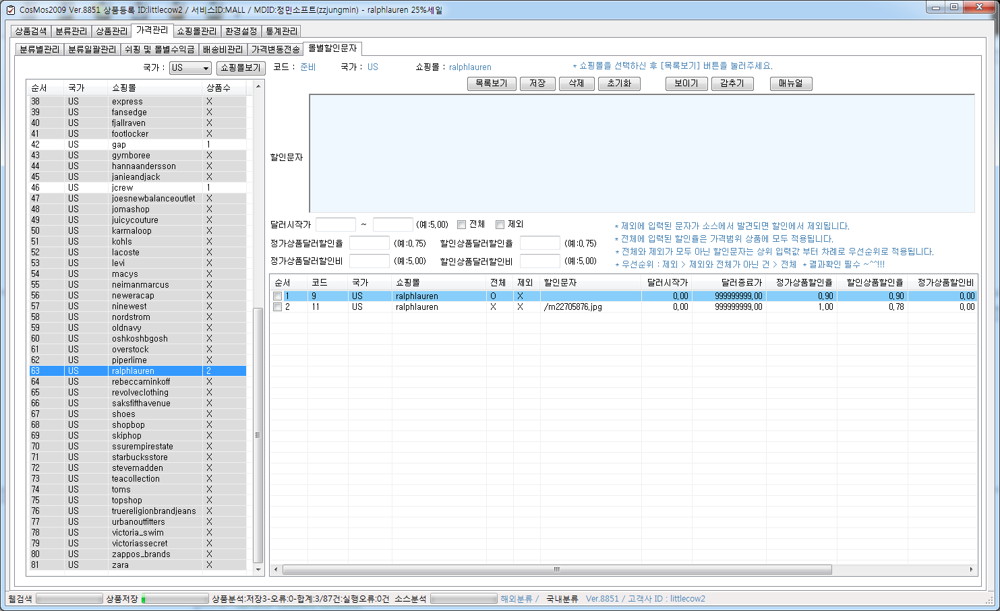 CosMos2009 Ver.8851 상품등록 ID:littlecow2 / 서비스ID:MALL / MDID:정민소프트(zzjungmin) - ralphlauren 25%세일
상품검색 분류관리 상품관리 가격관리 쇼핑몰관리 환경설정 통계관리
분류별관리 분류일괄관리 쉬핑 및 몰별수익금 배송비관리 가격변동전송 몰별할인문자
국가 : US 쇼핑몰보기 코드 : 준비 국가 : US 쇼핑몰 : ralphlauren * 쇼핑몰을 선택하신 후 [목록보기] 버튼을 눌러주세요.
목록보기 저장 삭제 초기화 보이기 감추기 매뉴얼
순서 국가 쇼핑몰 상품수
38 US express X
39 US fansedge X
40 US fjallraven X
41 US footlocker X
42 US gap 1
43 US gymboree X
44 US hannaandersson X
45 US janieandjack X
46 US jcrew 1
47 US joesnewbalanceoutlet X
48 US jomashop X
49 US juicycouture X
50 US karmaloop X
51 US kohls X
52 US lacoste X
53 US levi X
54 US macys X
55 US neimanmarcus X
56 US neweracap X
57 US ninewest X
58 US nordstrom X
59 US oldnavy X
60 US oshkoshbgosh X
61 US overstock X
62 US piperlime X
63 US ralphlauren 2
64 US rebeccaminkoff X
65 US revolveclothing X
66 US saksfifthavenue X
67 US shoes X
68 US shopbop X
69 US skiphop X
70 US ssurempirestate X
71 US starbucksstore X
72 US stevemadden X
73 US teacollection X
74 US toms X
75 US topshop X
76 US truereligionbrandjeans X
77 US urbanoutfitters X
78 US victoria_swim X
79 US victoriassecret X
80 US zappos_brands X
81 US zara X
할인문자
달러시작가 ~ (예:5.00) 전체 제외
정가상품달러할인율 (예:0.75) 할인상품달러할인율 (예:0.75)
정가상품달러할인비 (예:5.00) 할인상품달러할인비 (예:5.00)
* 제외에 입력된 문자가 소스에서 발견되면 할인에서 제외됩니다.
* 전체에 입력된 할인율은 가격범위 상품에 모두 적용됩니다.
* 전체와 제외가 모두 아닌 할인문자는 상위 입력값 부터 차례로 우선순위로 적용됩니다.
* 우선순위 : 제외 > 제외와 전체가 아닌 건 > 전체 * 결과확인 필수 ~^^!!!
순서 코드 국가 쇼핑몰 전체 제외 할인문자 달러시작가 달러종료가 정가상품할인율 할인상품할인율 정가상품할인비
1 9 US ralphlauren O X 0.00 999999999.00 0.90 0.90 0.00
2 11 US ralphlauren X X /m22705876.jpg 0.00 999999999.00 1.00 0.78 0.00
웹검색 상품저장 상품분석:저장3-오류:0-합계:3/87건:실행오류:0건 소스분석 해외분류 / 국내분류 Ver.8851 / 고객사 ID : littlecow2